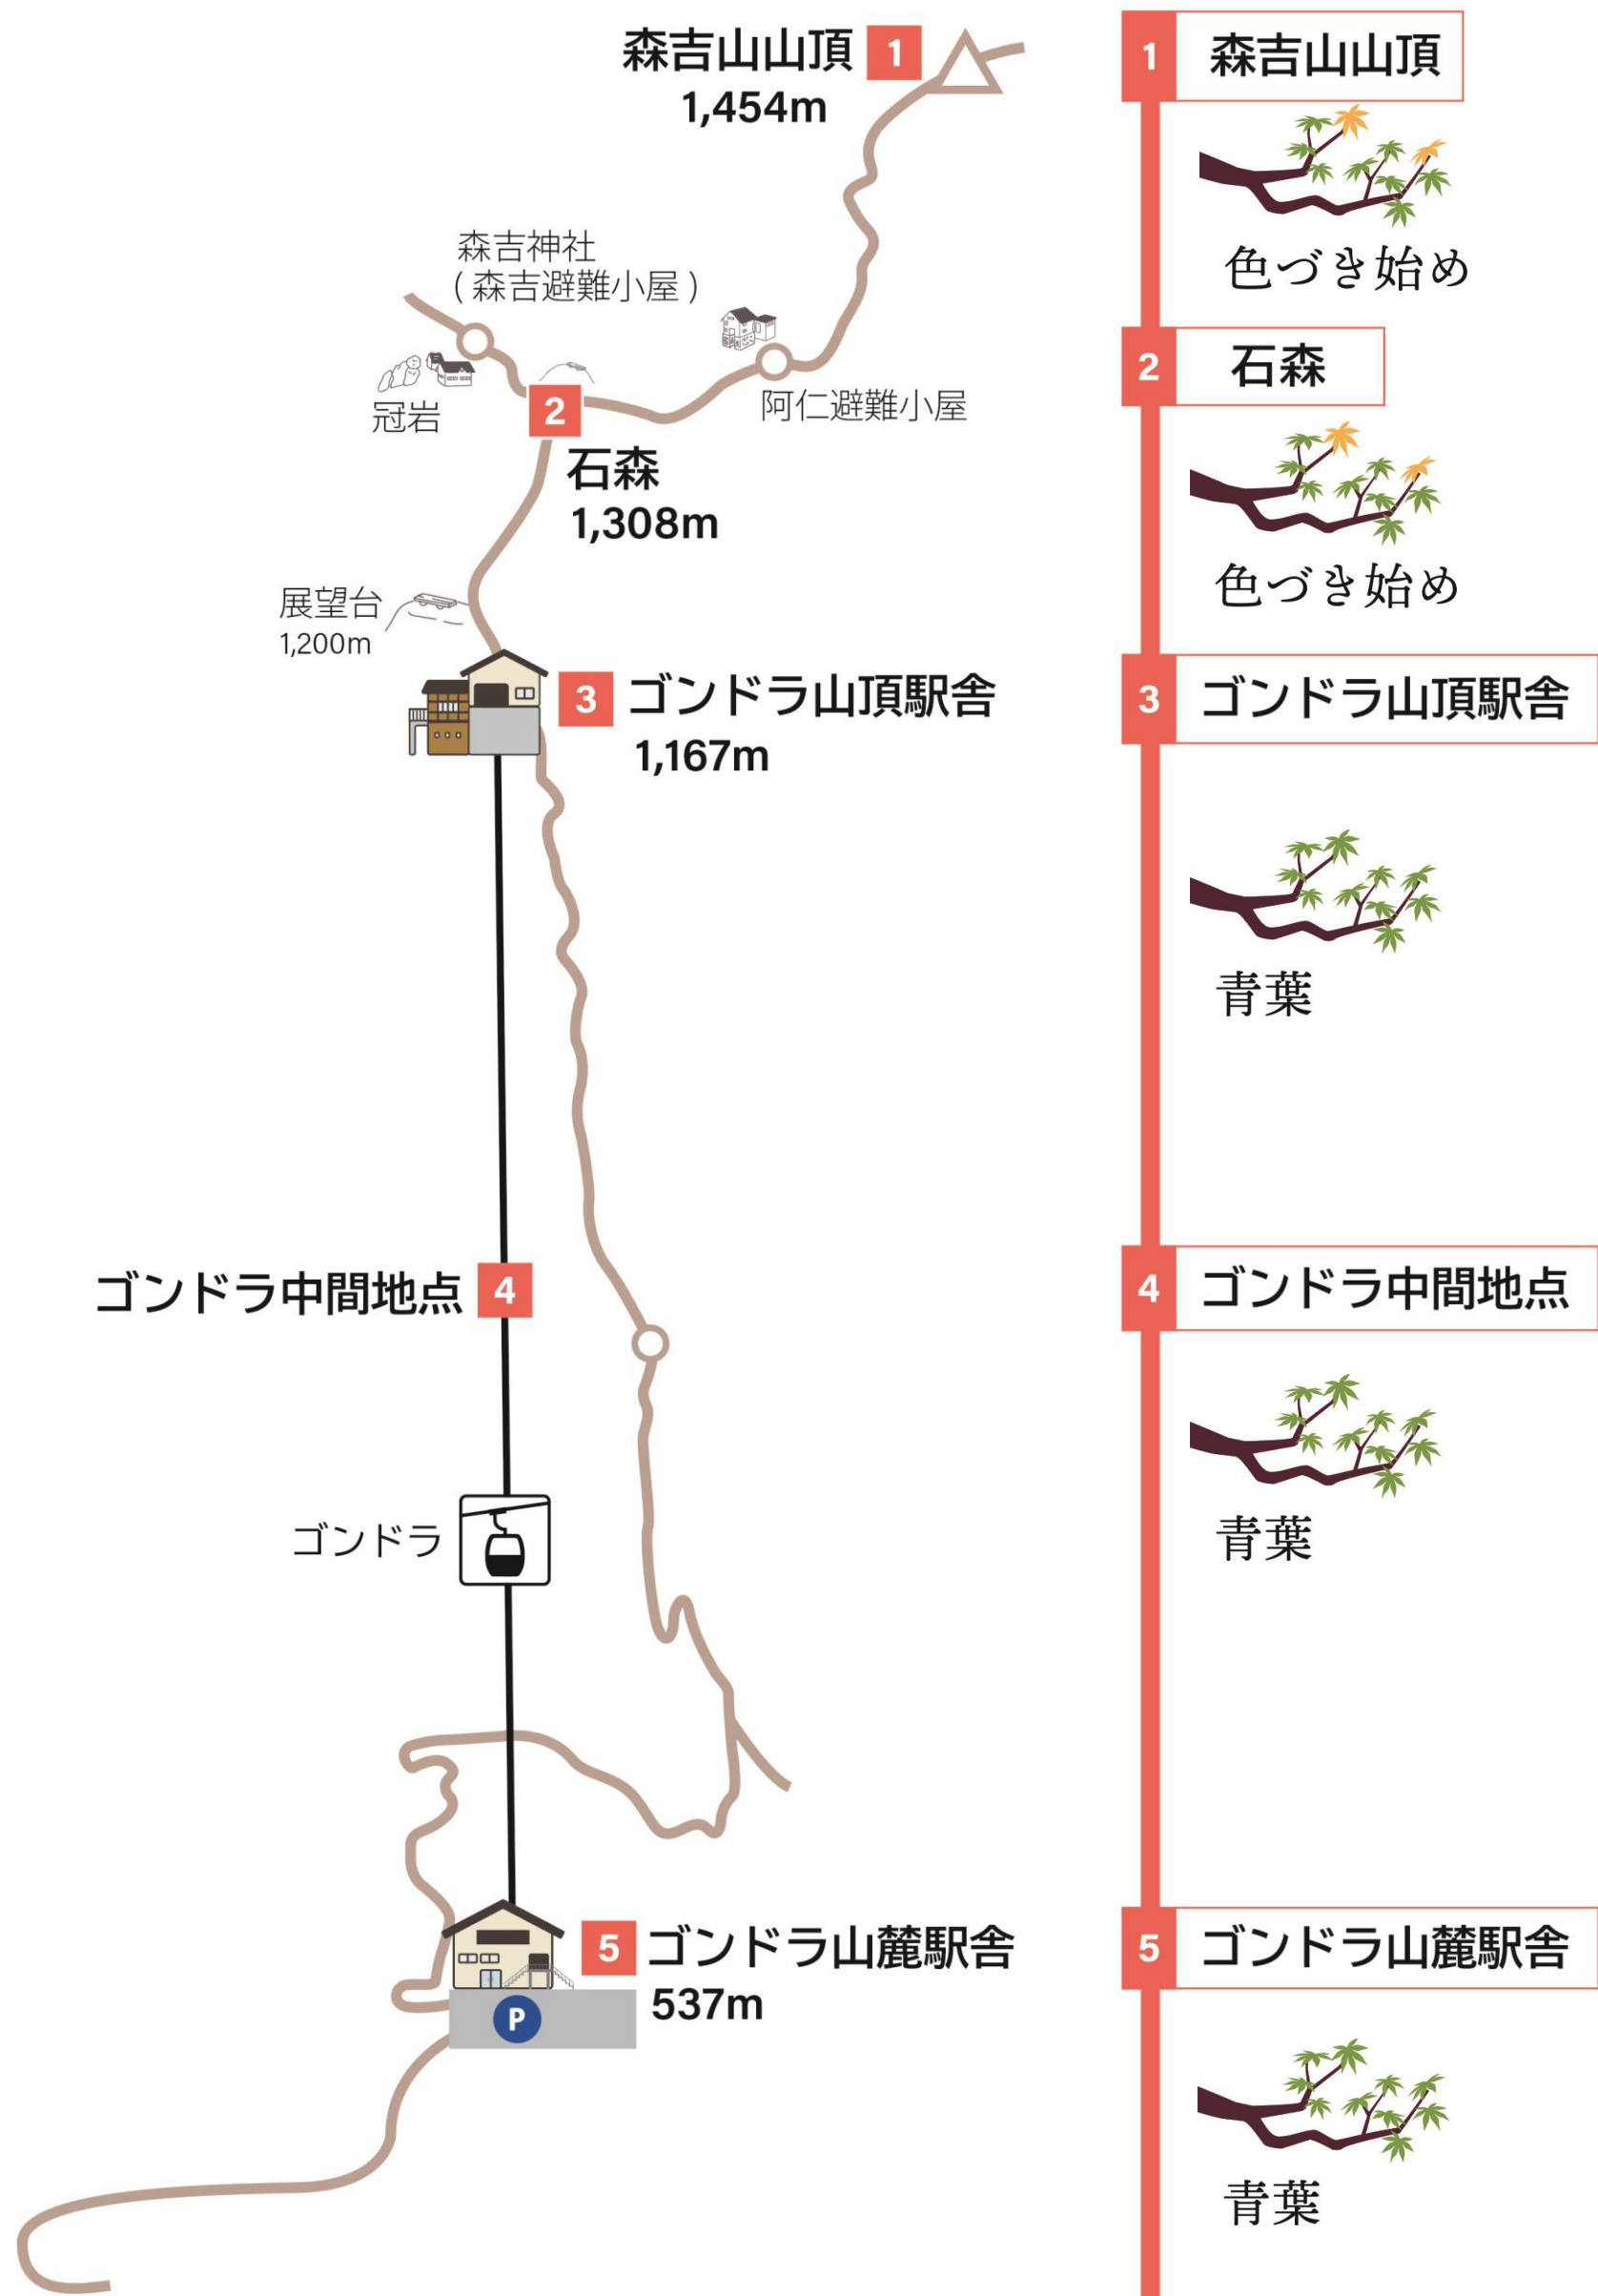 森吉山山頂 1
1,454m
森吉神社
( 森吉避難小屋 )
冠岩
阿仁避難小屋
2
石森
1,308m
展望台
1,200m
3 ゴンドラ山頂駅舎
1,167m
ゴンドラ中間地点 4
ゴンドラ
5 ゴンドラ山麓駅舎
537m
P
1 森吉山山頂
色づき始め
2 石森
色づき始め
3 ゴンドラ山頂駅舎
青葉
4 ゴンドラ中間地点
青葉
5 ゴンドラ山麓駅舎
青葉